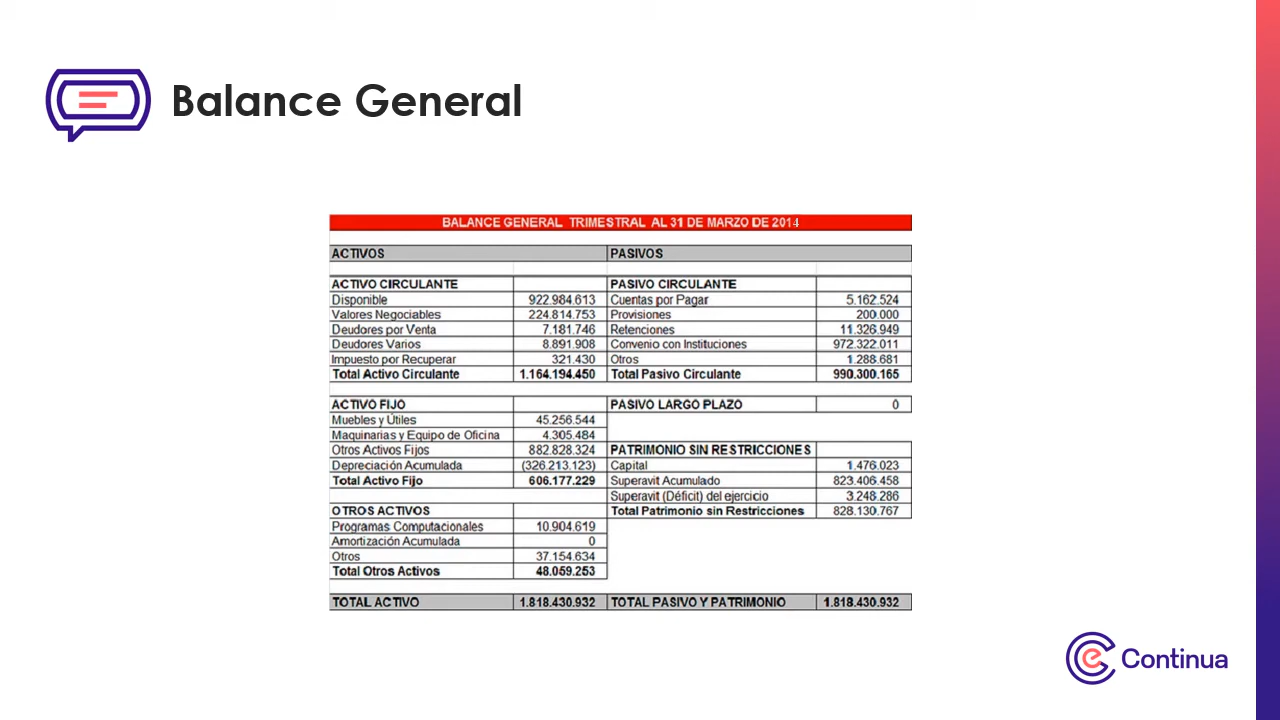 Balance General
BALANCE GENERAL TRIMESTRAL AL 31 DE MARZO DE 2014
ACTIVOS PASIVOS
ACTIVO CIRCULANTE PASIVO CIRCULANTE
Disponible 922.984.613 Cuentas por Pagar 5.162.524
Valores Negociables 224.814.753 Provisiones 200.000
Deudores por Venta 7.181.746 Retenciones 11.326.949
Deudores Varios 8.891.908 Convenio con Instituciones 972.322.011
Impuesto por Recuperar 321.430 Otros 1.288.681
Total Activo Circulante 1.164.194.450 Total Pasivo Circulante 990.300.165
ACTIVO FIJO PASIVO LARGO PLAZO 0
Muebles y Útiles 45.256.544
Maquinarias y Equipo de Oficina 4.305.484
Otros Activos Fijos 882.828.324 PATRIMONIO SIN RESTRICCIONES
Depreciación Acumulada (326.213.123) Capital 1.476.023
Total Activo Fijo 606.177.229 Superavit Acumulado 823.406.458
Superavit (Déficit) del ejercicio 3.248.286
OTROS ACTIVOS Total Patrimonio sin Restricciones 828.130.767
Programas Computacionales 10.904.619
Amortización Acumulada 0
Otros 37.154.634
Total Otros Activos 48.059.253
TOTAL ACTIVO 1.818.430.932 TOTAL PASIVO Y PATRIMONIO 1.818.430.932
Continua